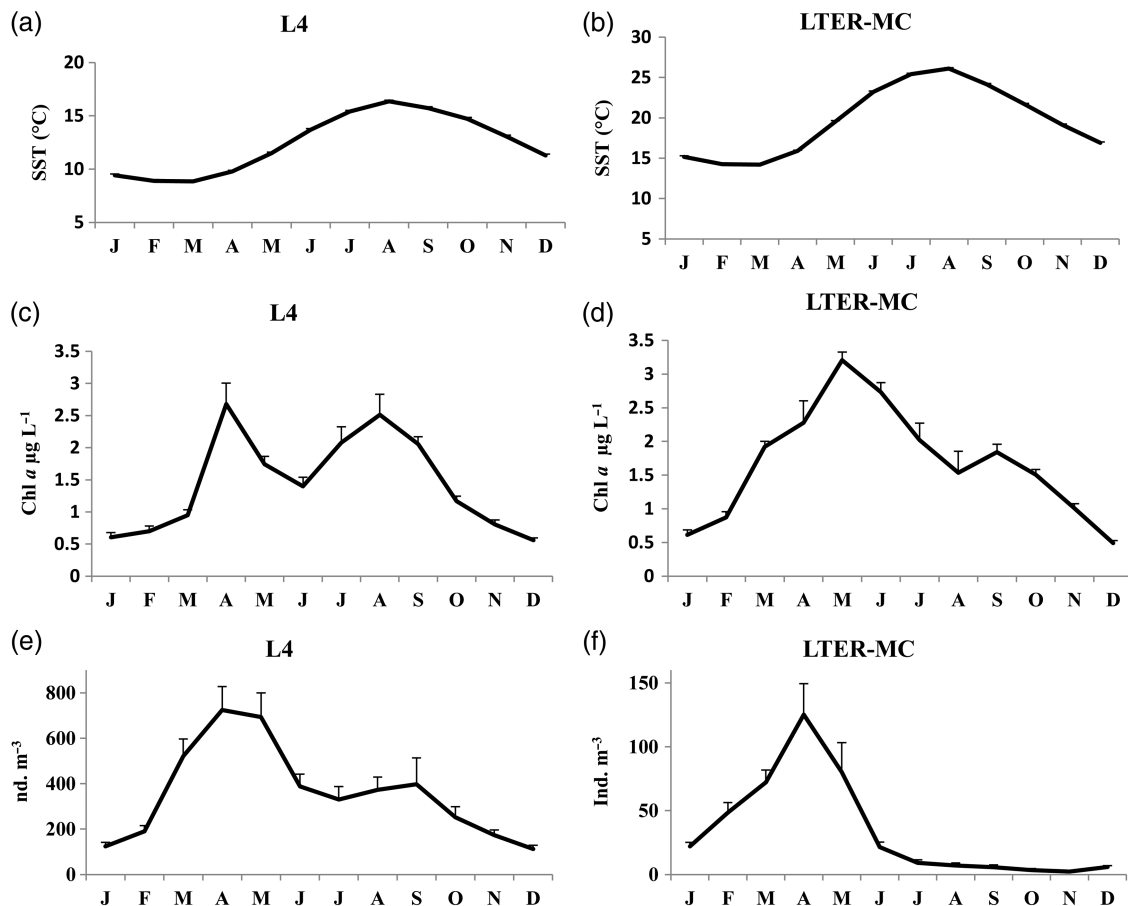 (a)
L4
SST (°C)
20
15
10
5
J F M A M J J A S O N D
(b)
LTER-MC
SST (°C)
30
25
20
15
10
5
J F M A M J J A S O N D
(c)
L4
Chl a µg L⁻¹
3.5
3
2.5
2
1.5
1
0.5
0
J F M A M J J A S O N D
(d)
LTER-MC
Chl a µg L⁻¹
3.5
3
2.5
2
1.5
1
0.5
0
J F M A M J J A S O N D
(e)
L4
nd. m⁻³
800
600
400
200
0
J F M A M J J A S O N D
(f)
LTER-MC
Ind. m⁻³
150
100
50
0
J F M A M J J A S O N D